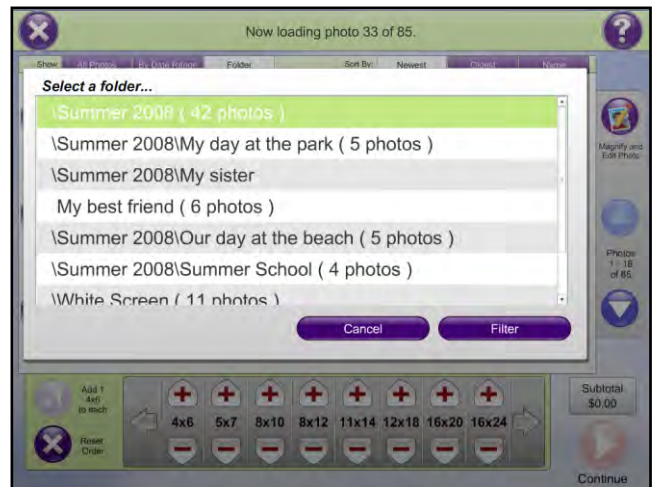 Now loading photo 33 of 85.
Show: All Photos By Date Range Folder Sort By: Newest Oldest Name
Select a folder...
\Summer 2008 ( 42 photos )
\Summer 2008\My day at the park ( 5 photos )
\Summer 2008\My sister
My best friend ( 6 photos )
\Summer 2008\Our day at the beach ( 5 photos )
\Summer 2008\Summer School ( 4 photos )
\White Screen ( 11 photos )
Cancel Filter
Magnify and
Edit Photo
Photos
1 - 18
of 85
Add 1
4x6
to each
Reset
Order
4x6 5x7 8x10 8x12 11x14 12x18 16x20 16x24
Subtotal
$0.00
Continue